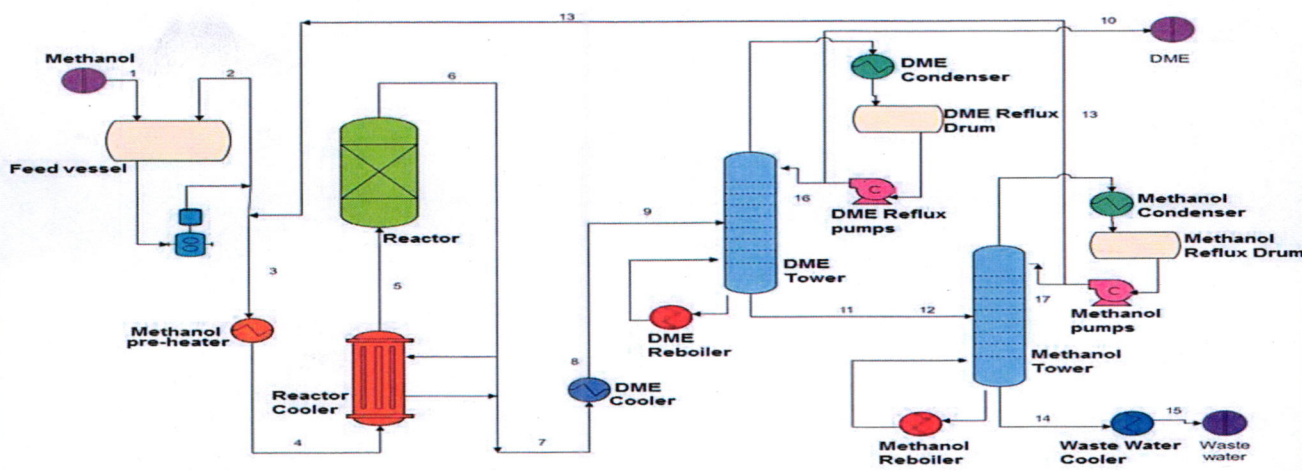 13
10
Methanol
1
2
6
DME
Condenser
DME
DME Reflux
Drum
13
Feed vessel
16
DME Reflux
pumps
Methanol
Condenser
9
Reactor
Methanol
Reflux Drum
DME
Tower
3
5
17
Methanol
pumps
11
12
Methanol
pre-heater
DME
Reboiler
8
Methanol
Tower
Reactor
Cooler
DME
Cooler
14
15
4
7
Methanol
Reboiler
Waste Water
Cooler
Waste
water